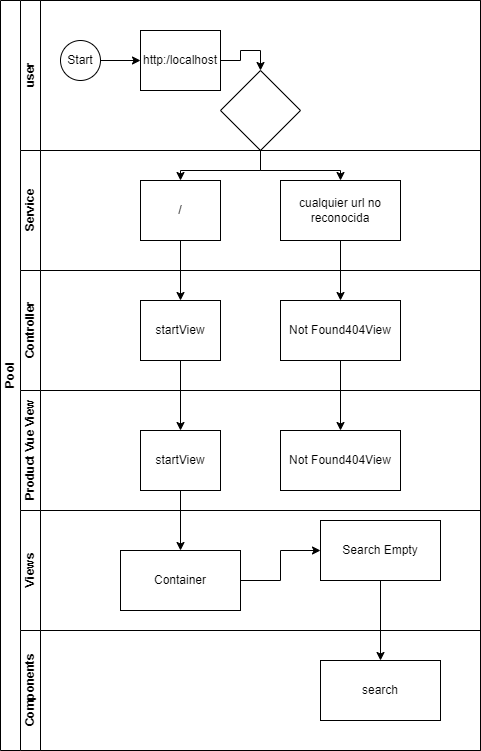 Pool
user
Start
http:/localhost
Service
/
cualquier url no
reconocida
Controller
startView
Not Found404View
Product Vue View
startView
Not Found404View
Views
Container
Search Empty
Components
search